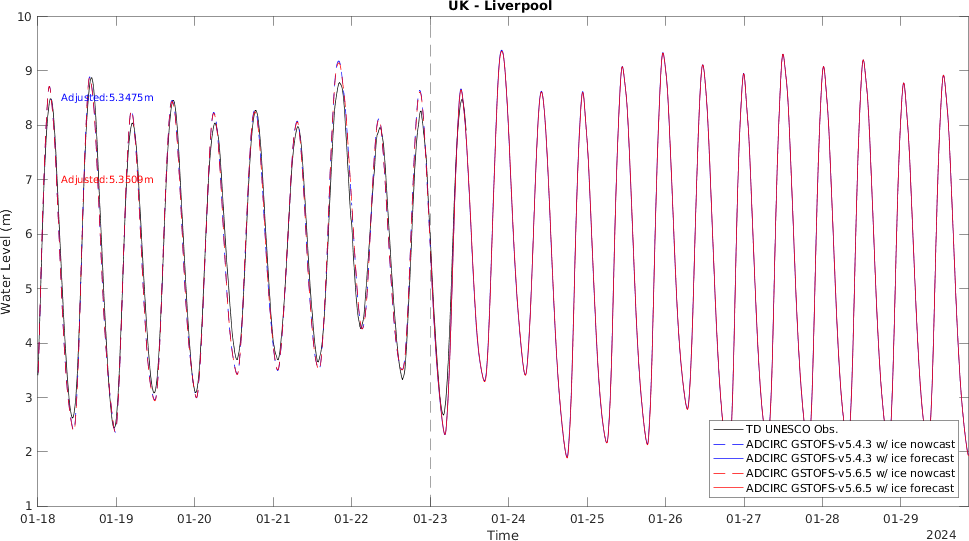 UK - Liverpool
10
9
8
7
6
5
4
3
2
1
Water Level (m)
Adjusted:5.3475m
Adjusted:5.3509m
TD UNESCO Obs.
ADCIRC GSTOFS-v5.4.3 w/ ice nowcast
ADCIRC GSTOFS-v5.4.3 w/ ice forecast
ADCIRC GSTOFS-v5.6.5 w/ ice nowcast
ADCIRC GSTOFS-v5.6.5 w/ ice forecast
01-18 01-19 01-20 01-21 01-22 01-23 01-24 01-25 01-26 01-27 01-28 01-29
Time
2024